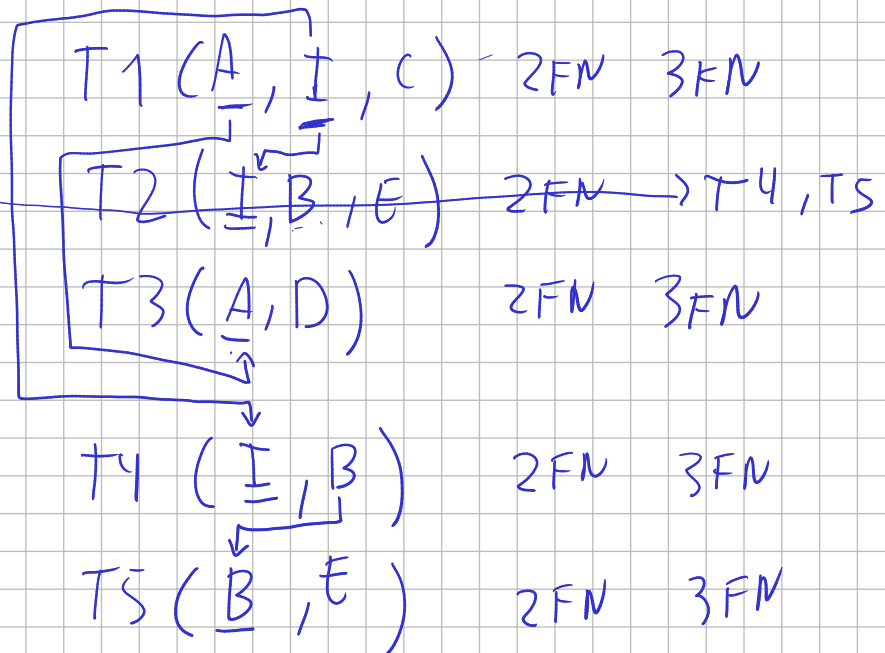 T1 (A, I, C) 2FN 3FN
T2 (I, B, E) 2FN → T4, T5
T3 (A, D) 2FN 3FN
T4 (I, B) 2FN 3FN
T5 (B, E) 2FN 3FN